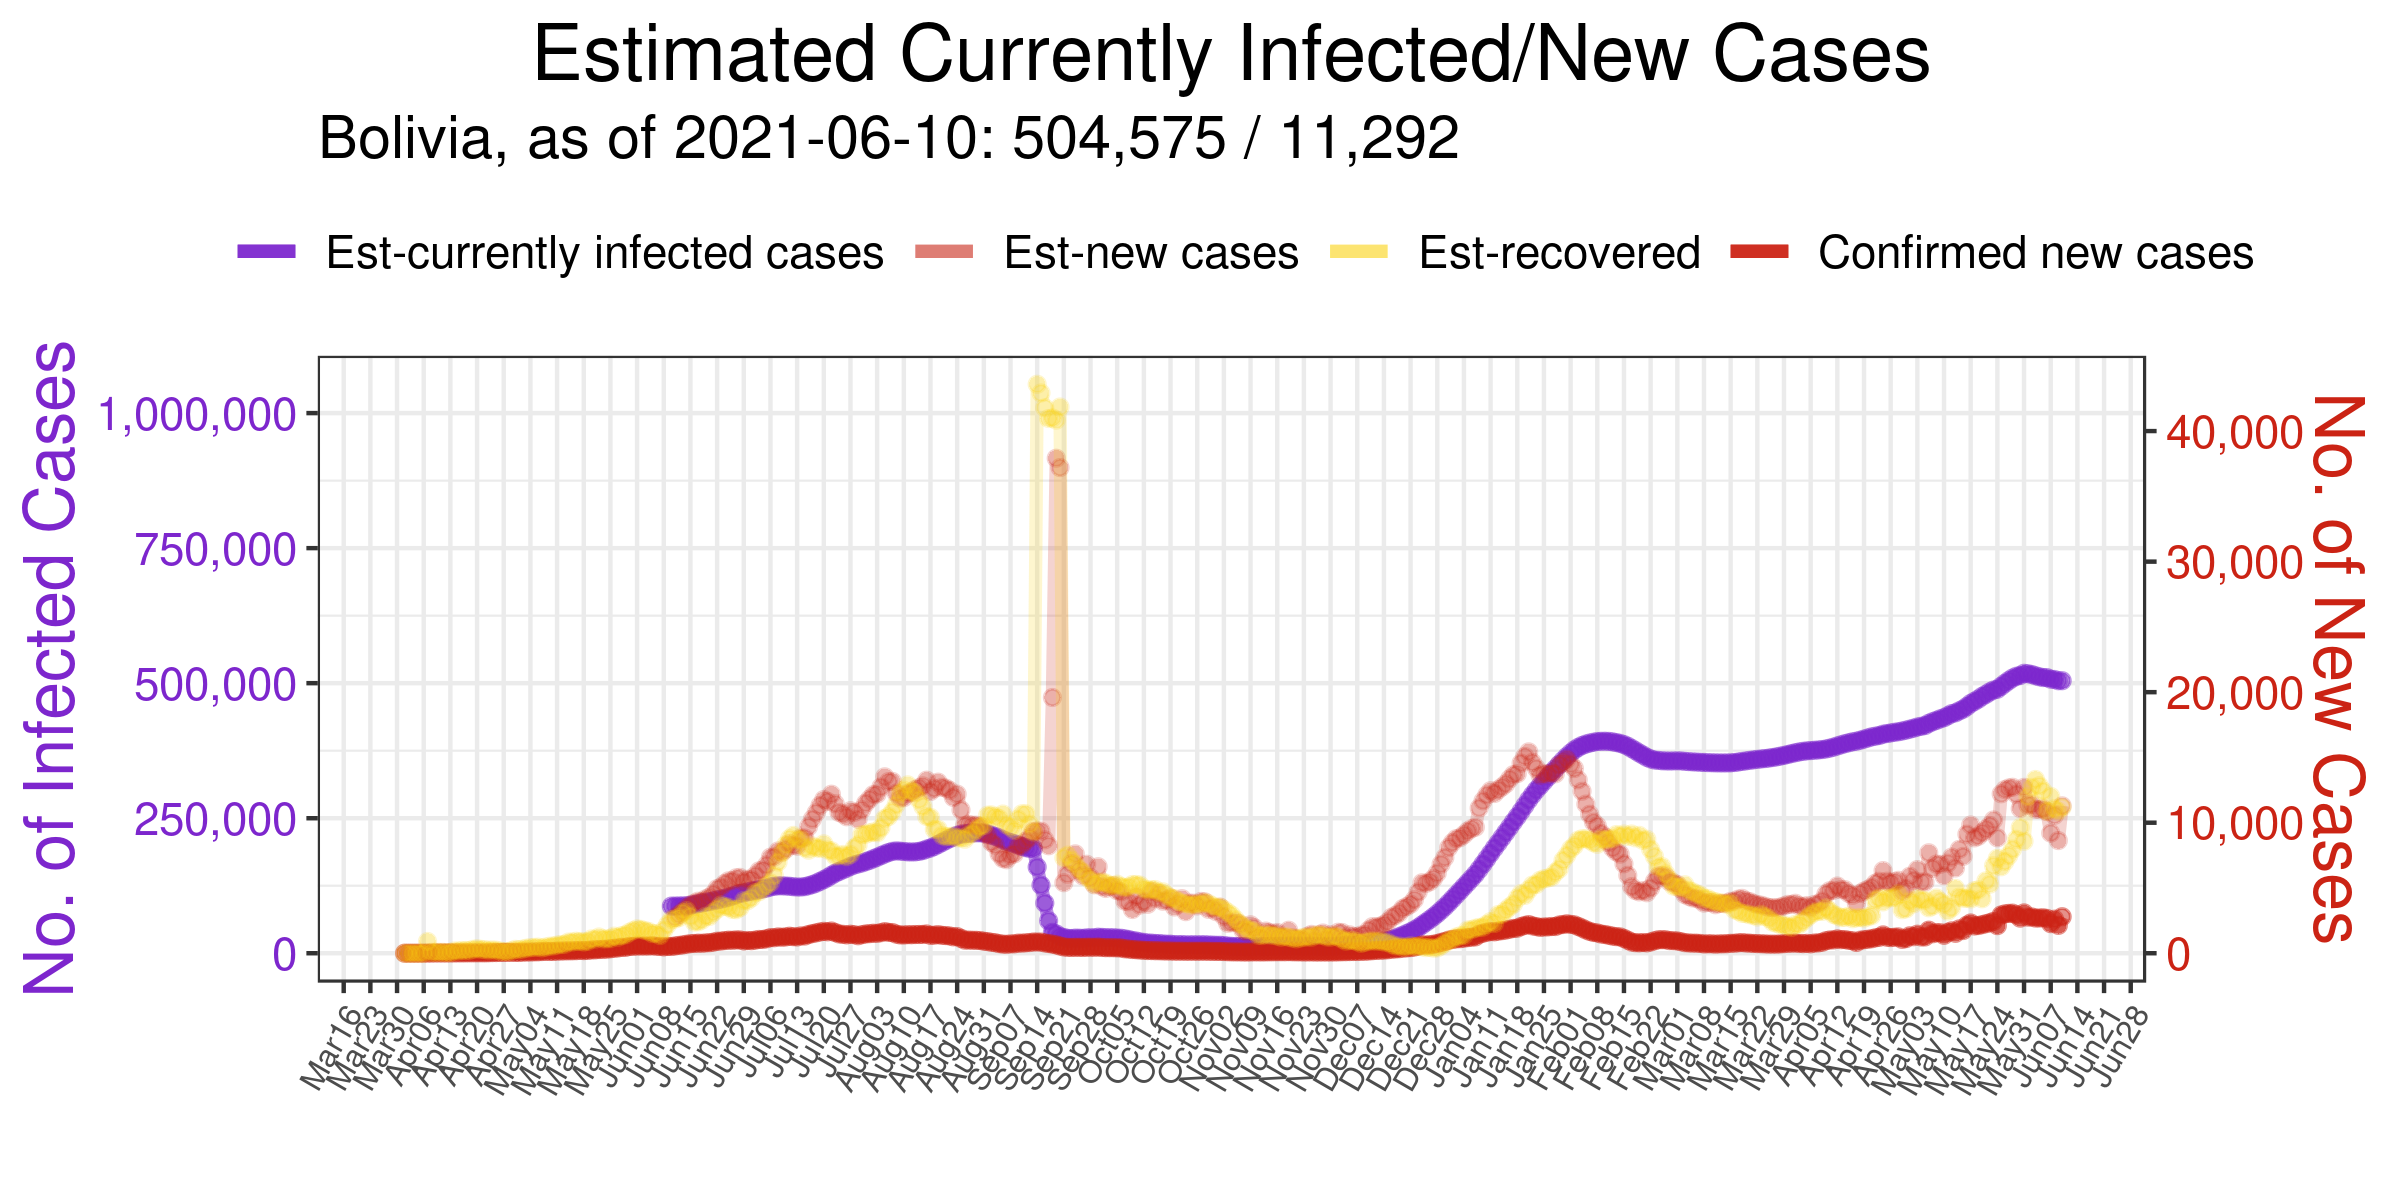 Estimated Currently Infected/New Cases
Bolivia, as of 2021-06-10: 504,575 / 11,292
Est-currently infected cases Est-new cases Est-recovered Confirmed new cases
No. of Infected Cases
1,000,000
750,000
500,000
250,000
0
40,000
30,000
20,000
10,000
0
No. of New Cases
Mar16 Mar23 Mar30 Apr06 Apr13 Apr20 Apr27 May04 May11 May18 May25 Jun01 Jun08 Jun15 Jun22 Jun29 Jul06 Jul13 Jul20 Jul27 Aug03 Aug10 Aug17 Aug24 Aug31 Sep07 Sep14 Sep21 Sep28 Oct05 Oct12 Oct19 Oct26 Nov02 Nov09 Nov16 Nov23 Nov30 Dec07 Dec14 Dec21 Dec28 Jan04 Jan11 Jan18 Jan25 Feb01 Feb08 Feb15 Feb22 Mar01 Mar08 Mar15 Mar22 Mar29 Apr05 Apr12 Apr19 Apr26 May03 May10 May17 May24 May31 Jun07 Jun14 Jun21 Jun28